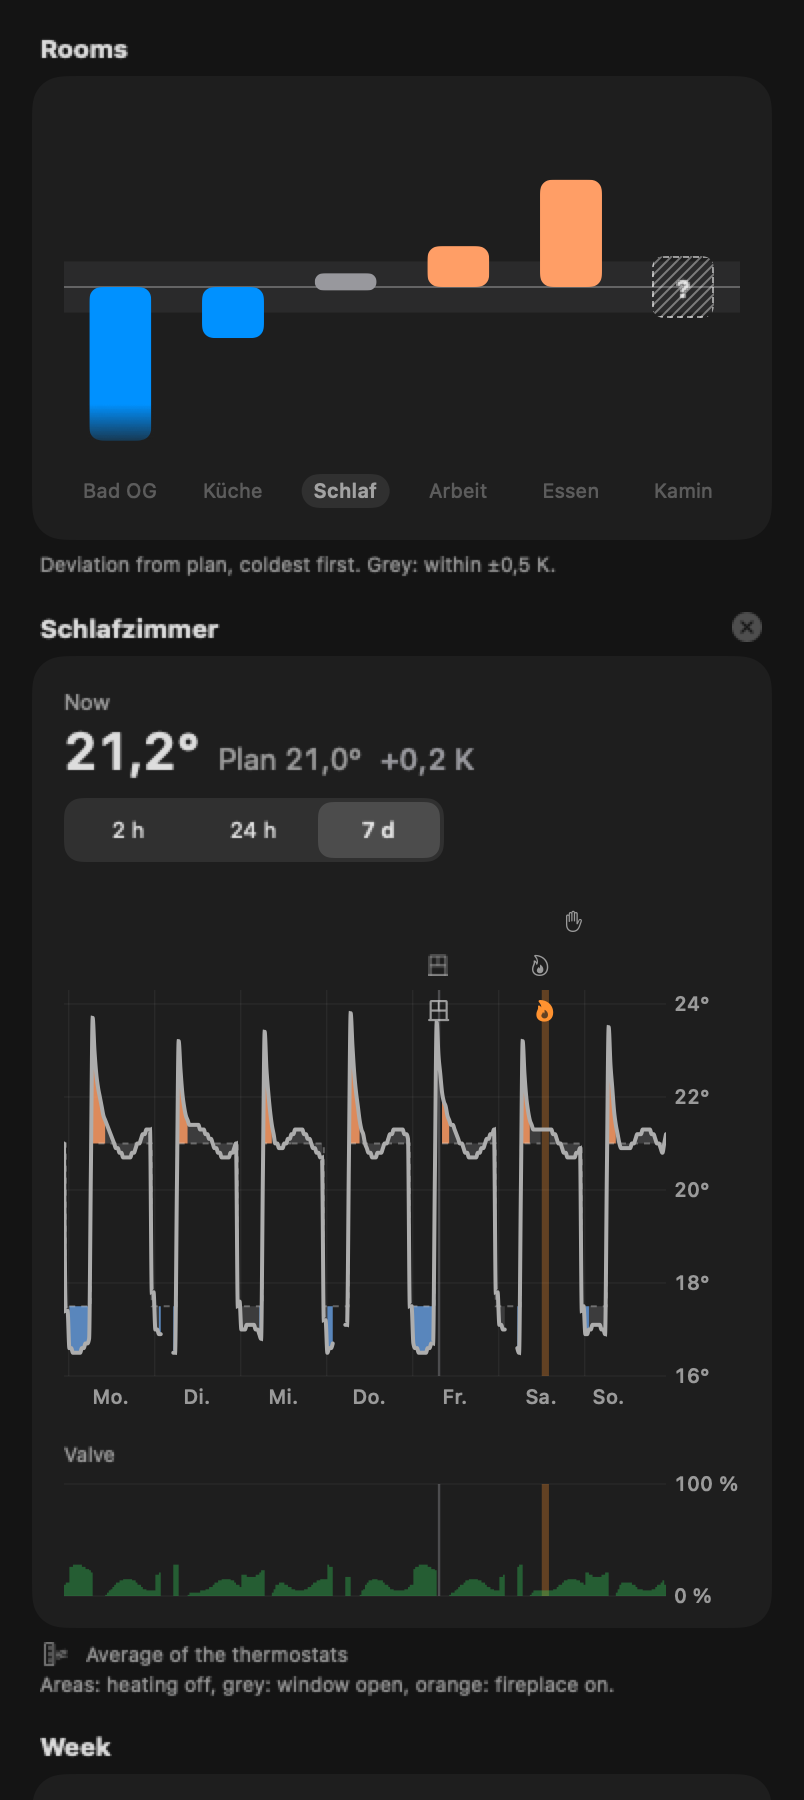 Rooms
?
Bad OG Küche Schlaf Arbeit Essen Kamin
Deviation from plan, coldest first. Grey: within ±0,5 K.
Schlafzimmer
Now
21,2° Plan 21,0° +0,2 K
2 h 24 h 7 d
24°
22°
20°
18°
16°
Mo. Di. Mi. Do. Fr. Sa. So.
Valve
100 %
0 %
Average of the thermostats
Areas: heating off, grey: window open, orange: fireplace on.
Week